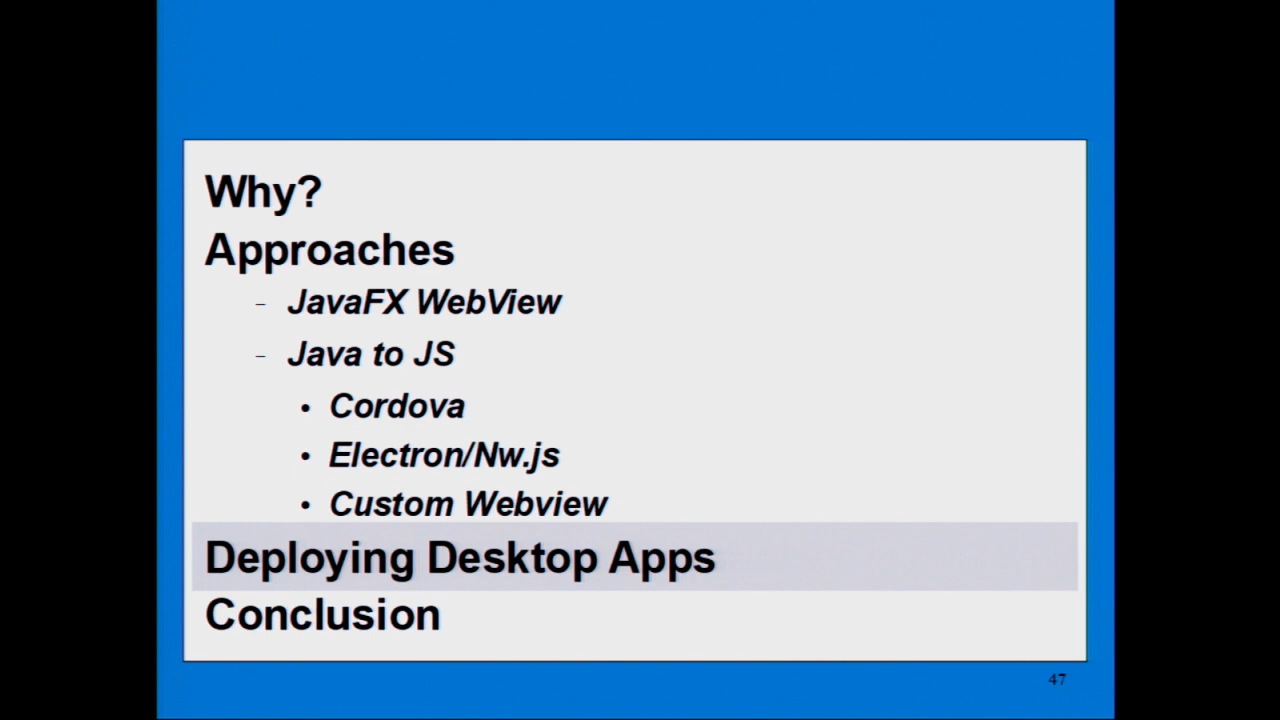 Why?
Approaches
– JavaFX WebView
– Java to JS
• Cordova
• Electron/Nw.js
• Custom Webview
Deploying Desktop Apps
Conclusion
47